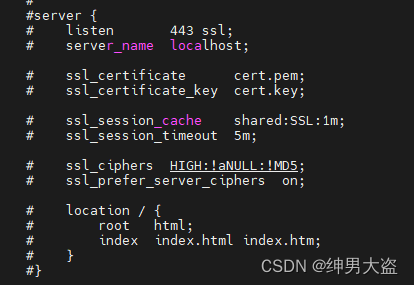 #
#server {
#    listen       443 ssl;
#    server_name  localhost;
#    ssl_certificate      cert.pem;
#    ssl_certificate_key  cert.key;
#    ssl_session_cache    shared:SSL:1m;
#    ssl_session_timeout  5m;
#    ssl_ciphers  HIGH:!aNULL:!MD5;
#    ssl_prefer_server_ciphers  on;
#    location / {
#        root   html;
#        index  index.html index.htm;
#    }
#}
CSDN @绅男大盗